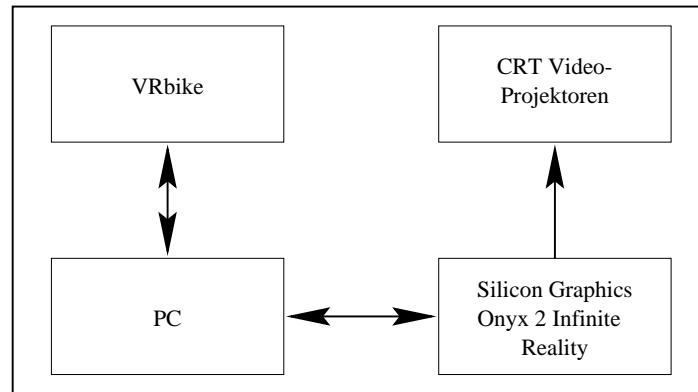 VRbike
CRT Video-
Projektoren
PC
Silicon Graphics
Onyx 2 Infinite
Reality